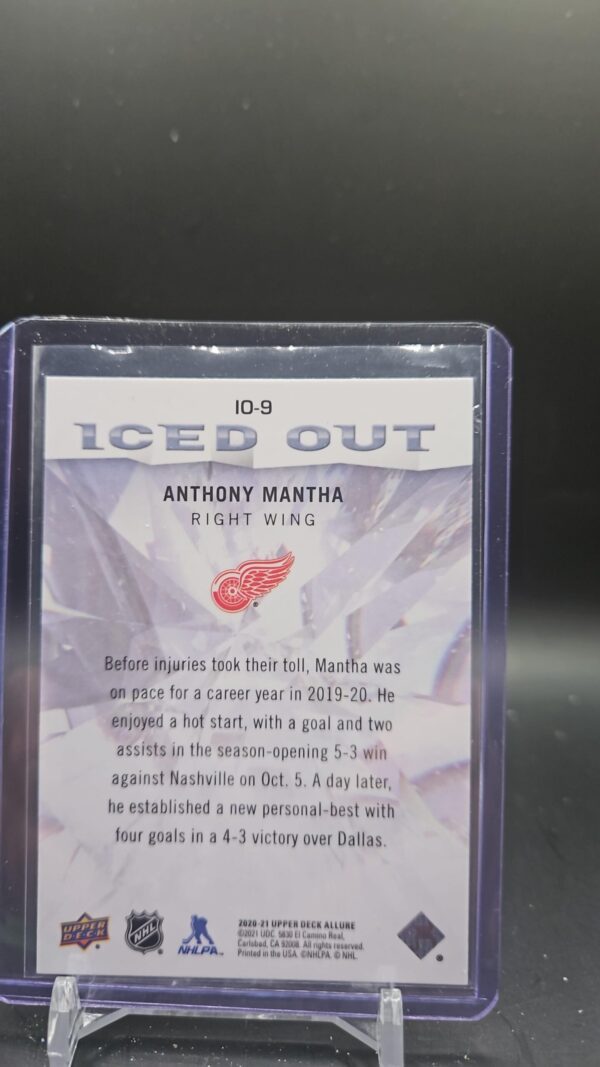 IO-9
ICED OUT
ANTHONY MANTHA
RIGHT WING
Before injuries took their toll, Mantha was
on pace for a career year in 2019-20. He
enjoyed a hot start, with a goal and two
assists in the season-opening 5-3 win
against Nashville on Oct. 5. A day later,
he established a new personal-best with
four goals in a 4-3 victory over Dallas.
UPPER
DECK
NHL
NHLPA
2020-21 UPPER DECK ALLURE
©2021 UDC. 5830 El Camino Real,
Carlsbad, CA 92008. All rights reserved.
Printed in the USA. ©NHLPA. © NHL.